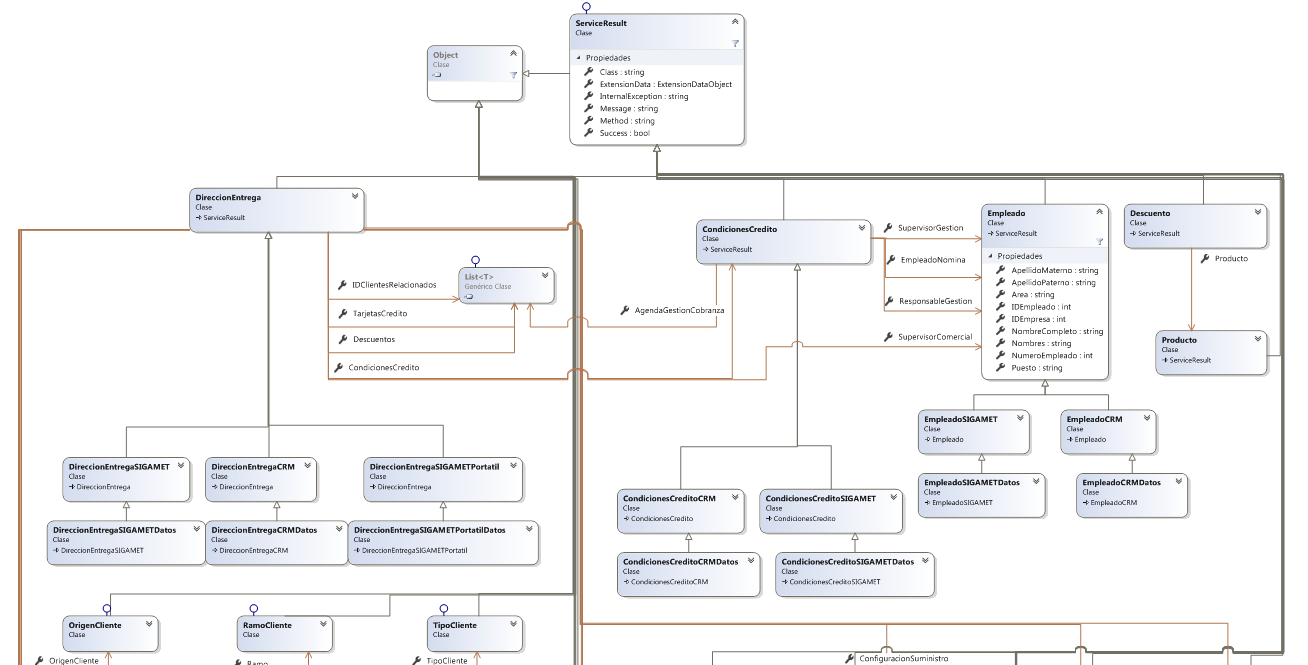 ServiceResult
Clase
Propiedades
Class : string
ExtensionData : ExtensionDataObject
InternalException : string
Message : string
Method : string
Success : bool
Object
Clase
DireccionEntrega
Clase
ServiceResult
CondicionesCredito
Clase
ServiceResult
Empleado
Clase
ServiceResult
Propiedades
ApellidoMaterno : string
ApellidoPaterno : string
Area : string
IDEmpleado : int
IDEmpresa : int
NombreCompleto : string
Nombres : string
NumeroEmpleado : int
Puesto : string
Descuento
Clase
ServiceResult
Producto
Producto
Clase
ServiceResult
SupervisorGestion
EmpleadoNomina
ResponsableGestion
SupervisorComercial
List<T>
Genérico Clase
IDClientesRelacionados
TarjetasCredito
Descuentos
CondicionesCredito
AgendaGestionCobranza
EmpleadoSIGAMET
Clase
Empleado
EmpleadoCRM
Clase
Empleado
EmpleadoSIGAMETDatos
Clase
EmpleadoSIGAMET
EmpleadoCRMDatos
Clase
EmpleadoCRM
DireccionEntregaSIGAMET
Clase
DireccionEntrega
DireccionEntregaCRM
Clase
DireccionEntrega
DireccionEntregaSIGAMETPortatil
Clase
DireccionEntrega
DireccionEntregaSIGAMETDatos
Clase
DireccionEntregaSIGAMET
DireccionEntregaCRMDatos
Clase
DireccionEntregaCRM
DireccionEntregaSIGAMETPortatilDatos
Clase
DireccionEntregaSIGAMETPortatil
CondicionesCreditoCRM
Clase
CondicionesCredito
CondicionesCreditoSIGAMET
Clase
CondicionesCredito
CondicionesCreditoCRMDatos
Clase
CondicionesCreditoCRM
CondicionesCreditoSIGAMETDatos
Clase
CondicionesCreditoSIGAMET
OrigenCliente
Clase
RamoCliente
Clase
TipoCliente
Clase
OrigenCliente
Ramo
TipoCliente
ConfiguracionSuministro